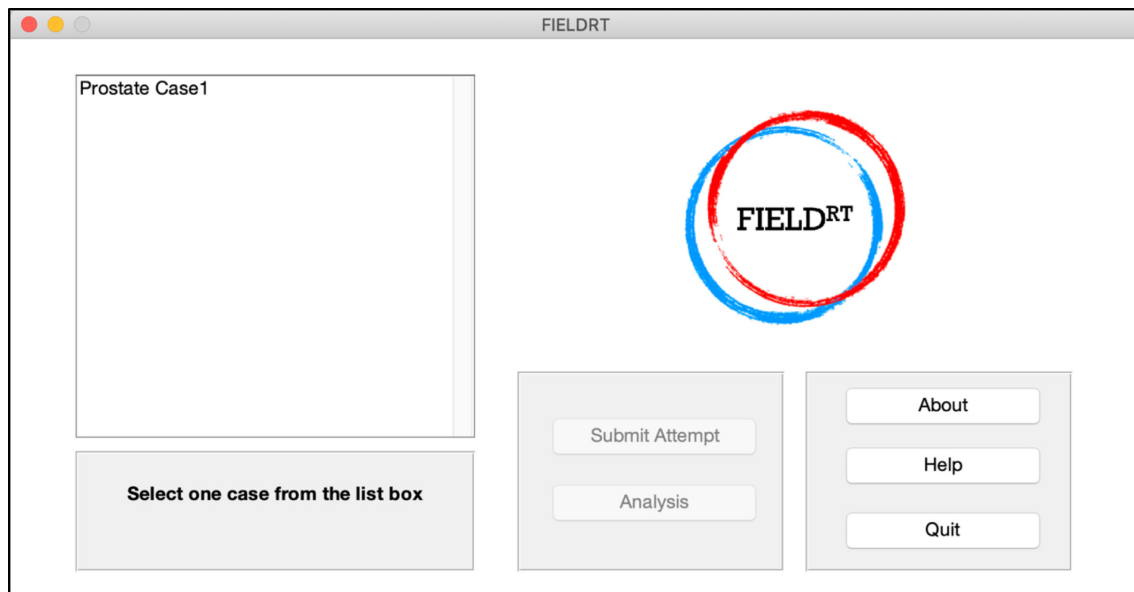 FIELDRT
Prostate Case1
FIELDRT
Select one case from the list box
Submit Attempt
Analysis
About
Help
Quit